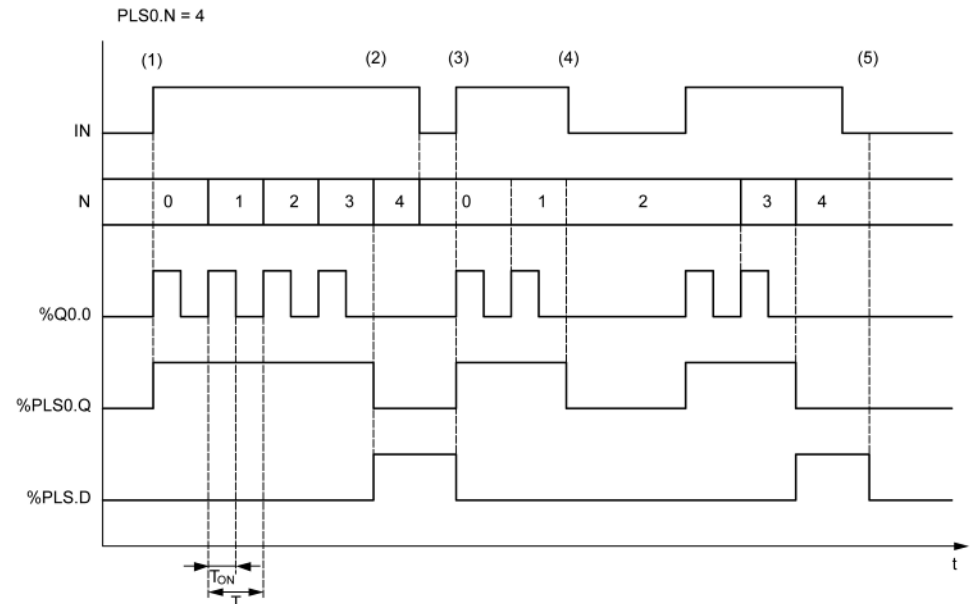 PLS0.N = 4
(1) (2) (3) (4) (5)
IN
N 0 1 2 3 4 0 1 2 3 4
%Q0.0
%PLS0.Q
%PLS.D
t
TON
T